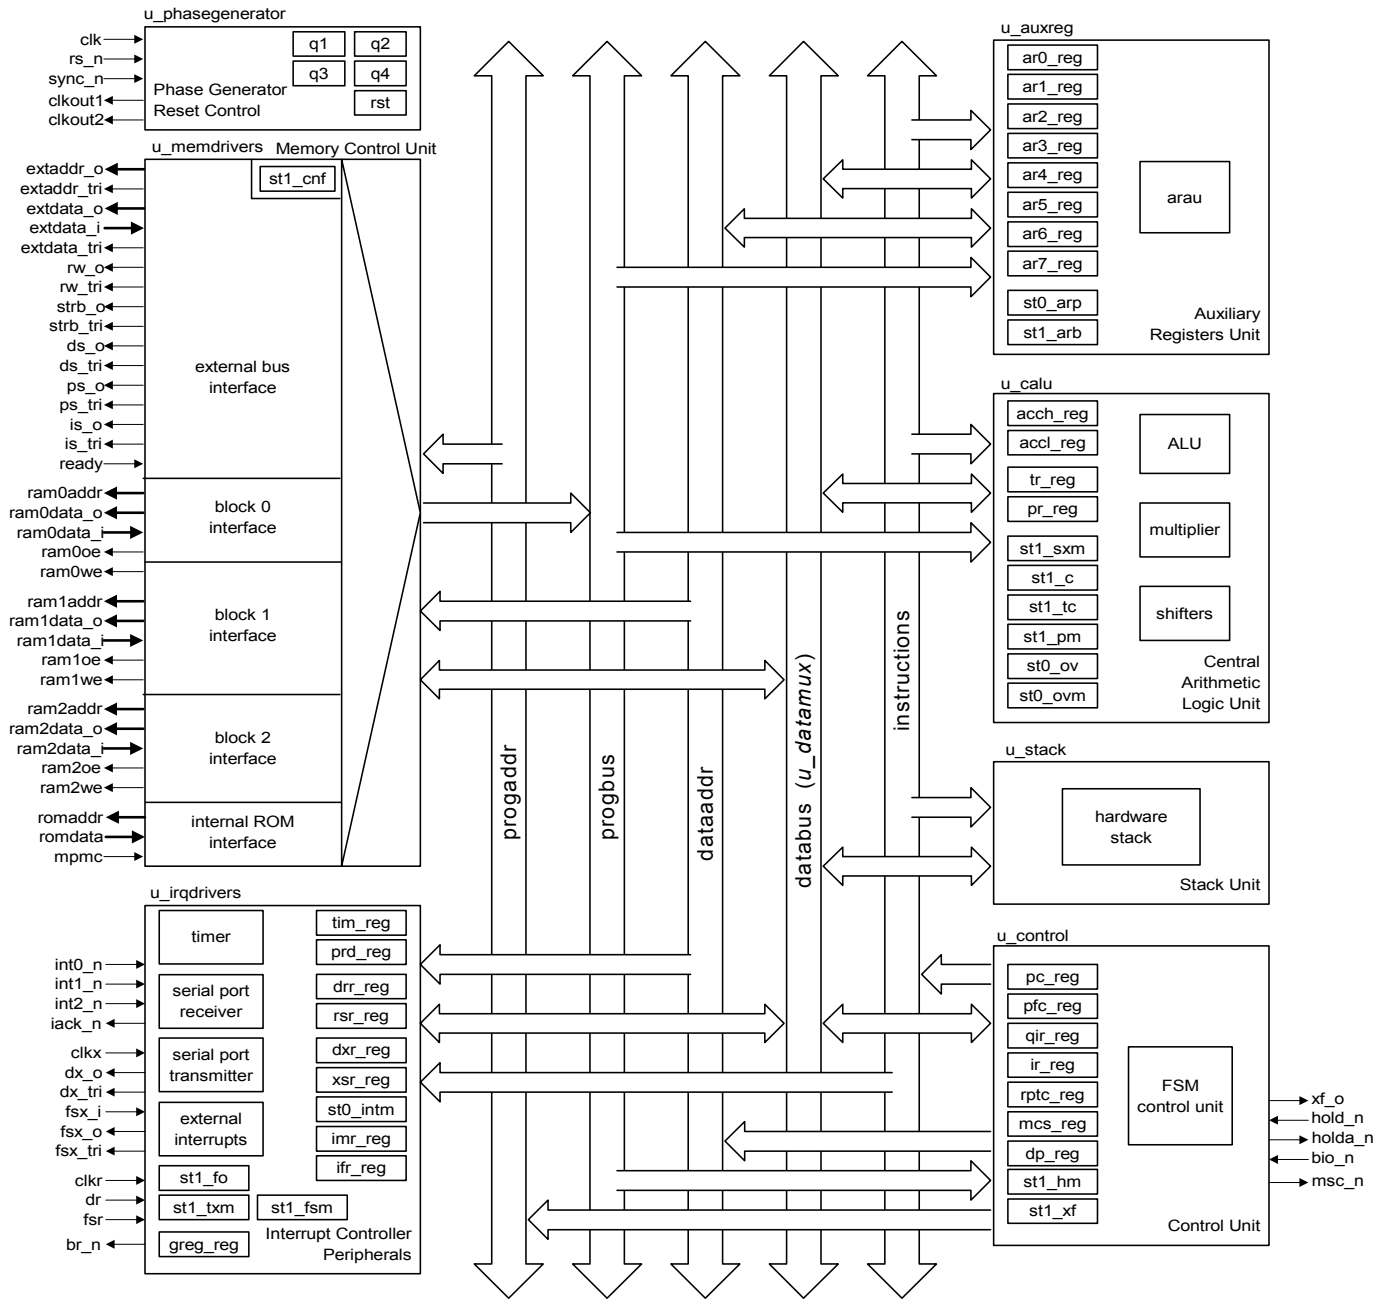 u_phasegenerator
clk
rs_n
sync_n
clkout1
clkout2
q1
q2
q3
q4
rst
Phase Generator
Reset Control
u_memdrivers
Memory Control Unit
st1_cnf
extaddr_o
extaddr_tri
extdata_o
extdata_i
extdata_tri
rw_o
rw_tri
strb_o
strb_tri
ds_o
ds_tri
ps_o
ps_tri
is_o
is_tri
ready
external bus
interface
ram0addr
ram0data_o
ram0data_i
ram0oe
ram0we
block 0
interface
ram1addr
ram1data_o
ram1data_i
ram1oe
ram1we
block 1
interface
ram2addr
ram2data_o
ram2data_i
ram2oe
ram2we
block 2
interface
romaddr
romdata
mpmc
internal ROM
interface
u_irqdrivers
int0_n
int1_n
int2_n
iack_n
clkx
dx_o
dx_tri
fsx_i
fsx_o
fsx_tri
clkr
dr
fsr
br_n
timer
serial port
receiver
serial port
transmitter
external
interrupts
st1_fo
st1_txm
st1_fsm
greg_reg
tim_reg
prd_reg
drr_reg
rsr_reg
dxr_reg
xsr_reg
st0_intm
imr_reg
ifr_reg
Interrupt Controller
Peripherals
progaddr
progbus
dataaddr
databus (u_datamux)
instructions
u_auxreg
ar0_reg
ar1_reg
ar2_reg
ar3_reg
ar4_reg
ar5_reg
ar6_reg
ar7_reg
st0_arp
st1_arb
arau
Auxiliary
Registers Unit
u_calu
acch_reg
accl_reg
tr_reg
pr_reg
st1_sxm
st1_c
st1_tc
st1_pm
st0_ov
st0_ovm
ALU
multiplier
shifters
Central
Arithmetic
Logic Unit
u_stack
hardware
stack
Stack Unit
u_control
pc_reg
pfc_reg
qir_reg
ir_reg
rptc_reg
mcs_reg
dp_reg
st1_hm
st1_xf
FSM
control unit
Control Unit
xf_o
hold_n
holda_n
bio_n
msc_n